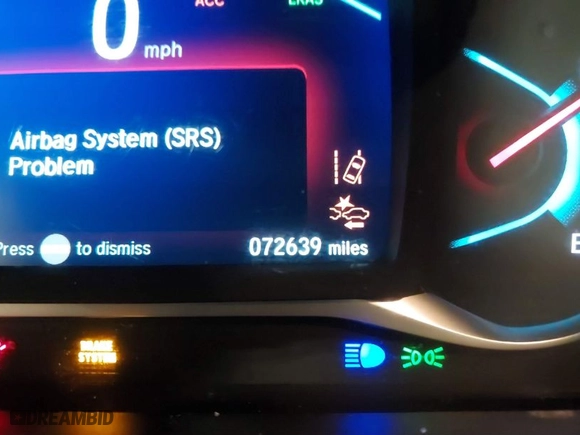 0 mph
Airbag System (SRS)
Problem
Press to dismiss
072639 miles
BRAKE
SYSTEM
DREAMBID